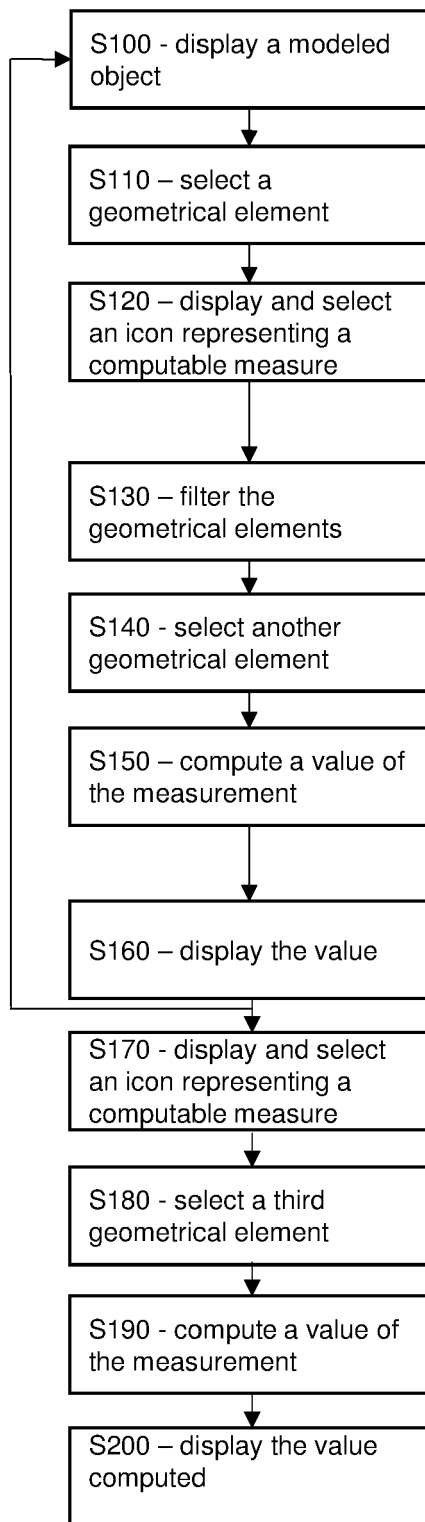 S100 - display a modeled
object
S110 – select a
geometrical element
S120 – display and select
an icon representing a
computable measure
S130 – filter the
geometrical elements
S140 - select another
geometrical element
S150 – compute a value of
the measurement
S160 – display the value
S170 - display and select
an icon representing a
computable measure
S180 - select a third
geometrical element
S190 - compute a value of
the measurement
S200 – display the value
computed